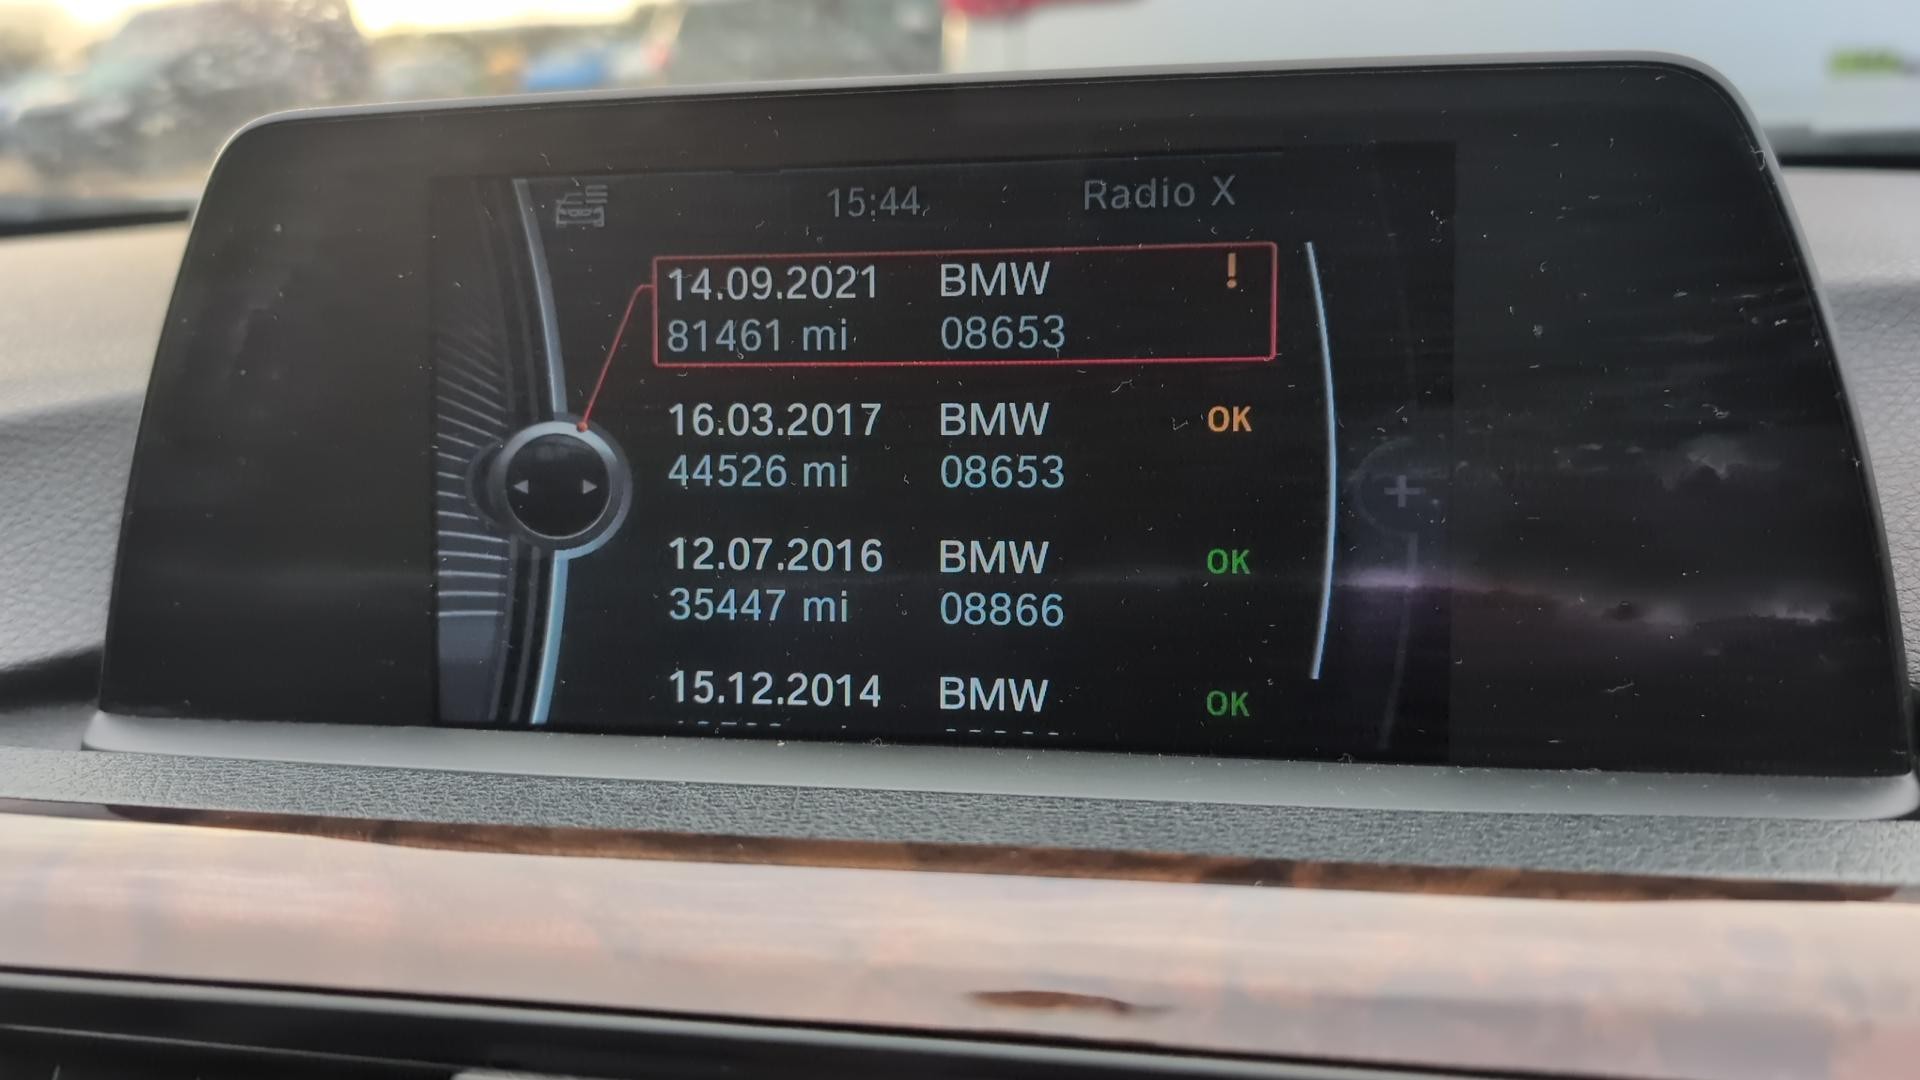 15:44 Radio X
14.09.2021 BMW !
81461 mi 08653
16.03.2017 BMW OK
44526 mi 08653
12.07.2016 BMW OK
35447 mi 08866
15.12.2014 BMW OK